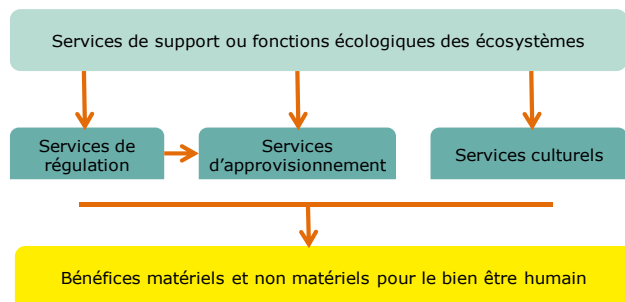 Services de support ou fonctions écologiques des écosystèmes
Services de
régulation
Services
d'approvisionnement
Services culturels
Bénéfices matériels et non matériels pour le bien être humain